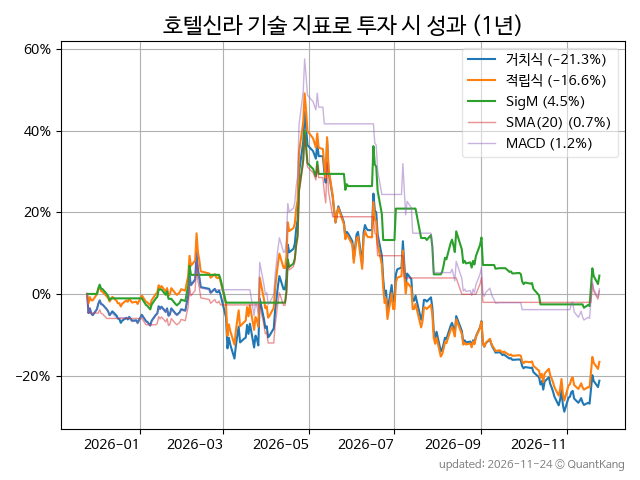 호텔신라 기술 지표로 투자 시 성과 (1년)
60%
40%
20%
0%
−20%
거치식 (−21.3%)
적립식 (−16.6%)
SigM (4.5%)
SMA(20) (0.7%)
MACD (1.2%)
2026-01
2026-03
2026-05
2026-07
2026-09
2026-11
updated: 2026-11-24 © QuantKang